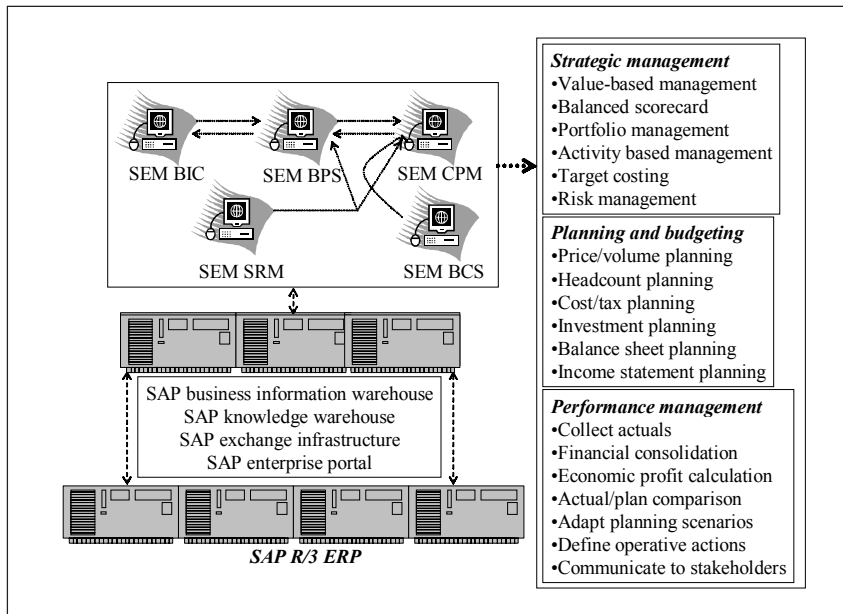 SEM BIC
SEM BPS
SEM CPM
SEM SRM
SEM BCS
SAP business information warehouse
SAP knowledge warehouse
SAP exchange infrastructure
SAP enterprise portal
SAP R/3 ERP
Strategic management
•Value-based management
•Balanced scorecard
•Portfolio management
•Activity based management
•Target costing
•Risk management
Planning and budgeting
•Price/volume planning
•Headcount planning
•Cost/tax planning
•Investment planning
•Balance sheet planning
•Income statement planning
Performance management
•Collect actuals
•Financial consolidation
•Economic profit calculation
•Actual/plan comparison
•Adapt planning scenarios
•Define operative actions
•Communicate to stakeholders